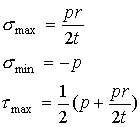 σ_max = pr/2t
σ_min = −p
τ_max = 1/2 (p + pr/2t)